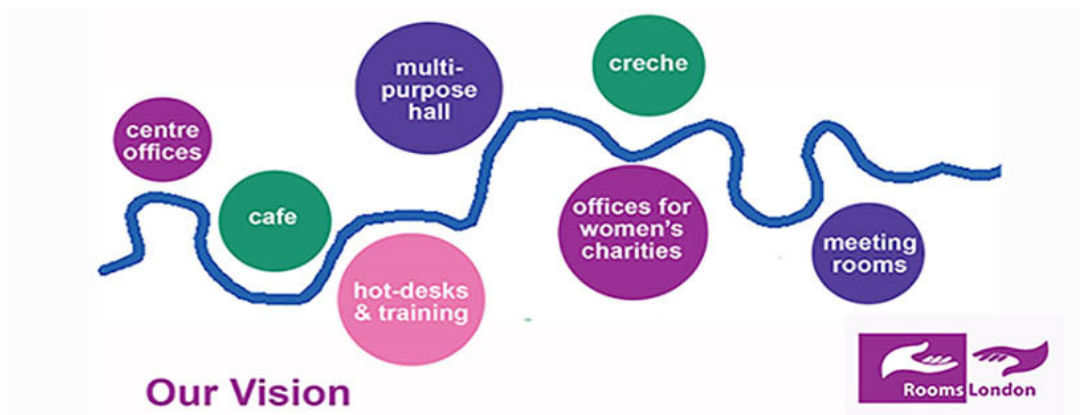 centre
offices
cafe
multi-
purpose
hall
hot-desks
& training
creche
offices for
women's
charities
meeting
rooms
Our Vision
Rooms London